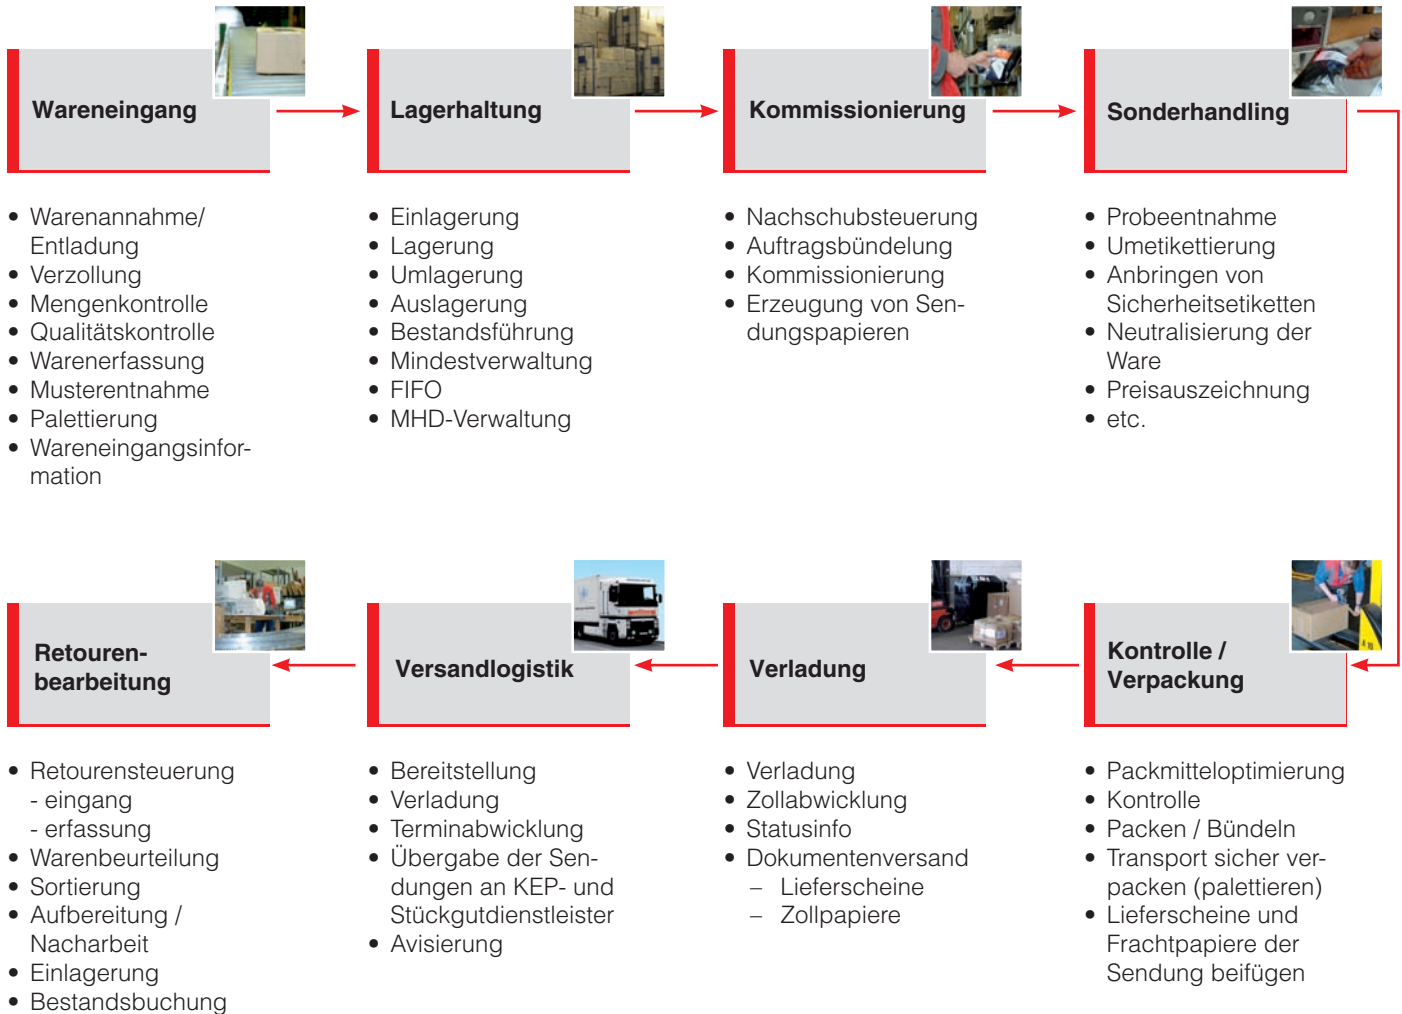 Wareneingang
• Warenannahme/
Entladung
• Verzollung
• Mengenkontrolle
• Qualitätskontrolle
• Warenerfassung
• Musterentnahme
• Palettierung
• Wareneingangsinfor-
mation
Lagerhaltung
• Einlagerung
• Lagerung
• Umlagerung
• Auslagerung
• Bestandsführung
• Mindestverwaltung
• FIFO
• MHD-Verwaltung
Kommissionierung
• Nachschubsteuerung
• Auftragsbündelung
• Kommissionierung
• Erzeugung von Sen-
dungspapieren
Sonderhandling
• Probeentnahme
• Umetikettierung
• Anbringen von
Sicherheitsetiketten
• Neutralisierung der
Ware
• Preisauszeichnung
• etc.
Kontrolle /
Verpackung
• Packmitteloptimierung
• Kontrolle
• Packen / Bündeln
• Transport sicher ver-
packen (palettieren)
• Lieferscheine und
Frachtpapiere der
Sendung beifügen
Verladung
• Verladung
• Zollabwicklung
• Statusinfo
• Dokumentenversand
– Lieferscheine
– Zollpapiere
Versandlogistik
• Bereitstellung
• Verladung
• Terminabwicklung
• Übergabe der Sen-
dungen an KEP- und
Stückgutdienstleister
• Avisierung
Retouren-
bearbeitung
• Retourensteuerung
- eingang
- erfassung
• Warenbeurteilung
• Sortierung
• Aufbereitung /
Nacharbeit
• Einlagerung
• Bestandsbuchung